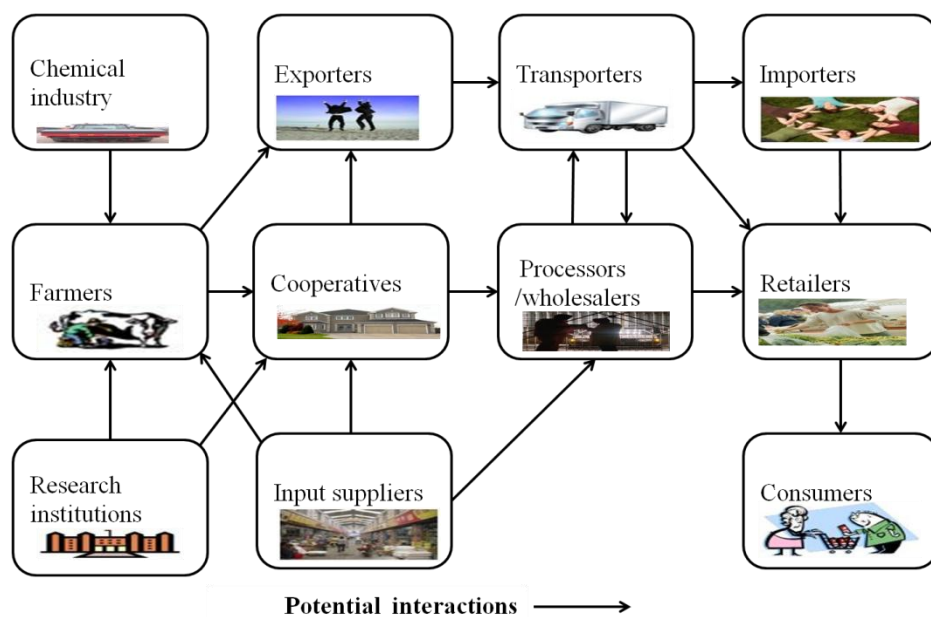 Chemical
industry
Exporters
Transporters
Importers
Farmers
Cooperatives
Processors
/wholesalers
Retailers
Research
institutions
Input suppliers
Consumers
Potential interactions